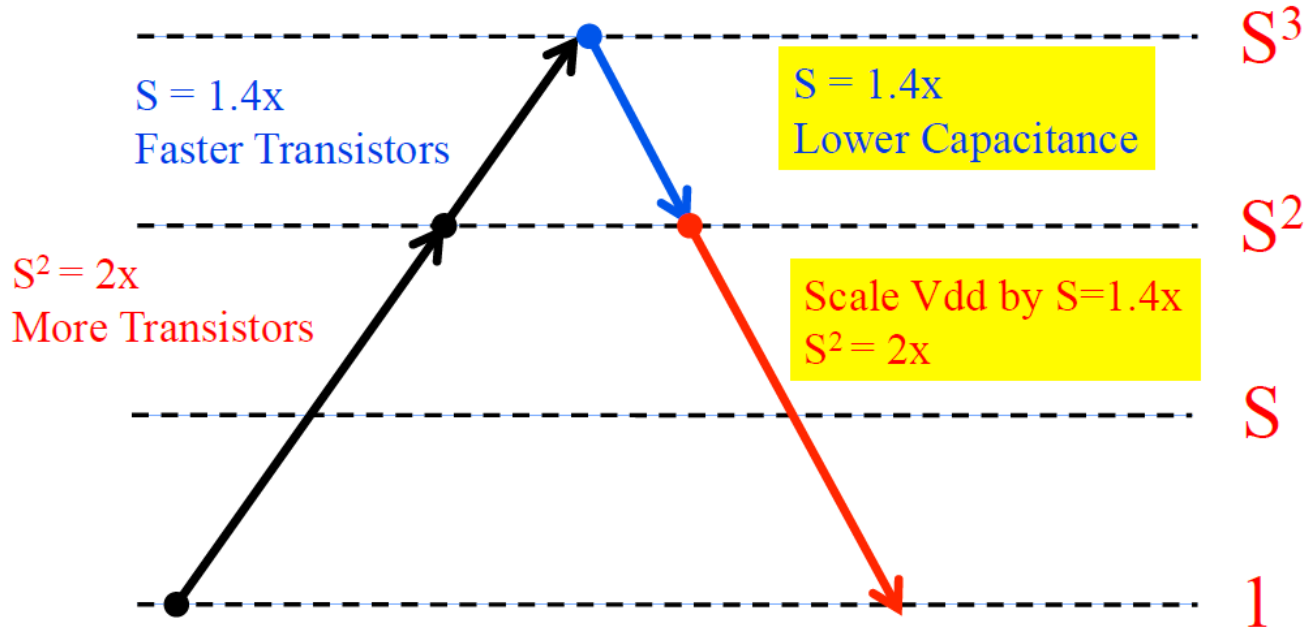 S³
S = 1.4x
Faster Transistors
S = 1.4x
Lower Capacitance
S²
S² = 2x
More Transistors
Scale Vdd by S=1.4x
S² = 2x
S
1